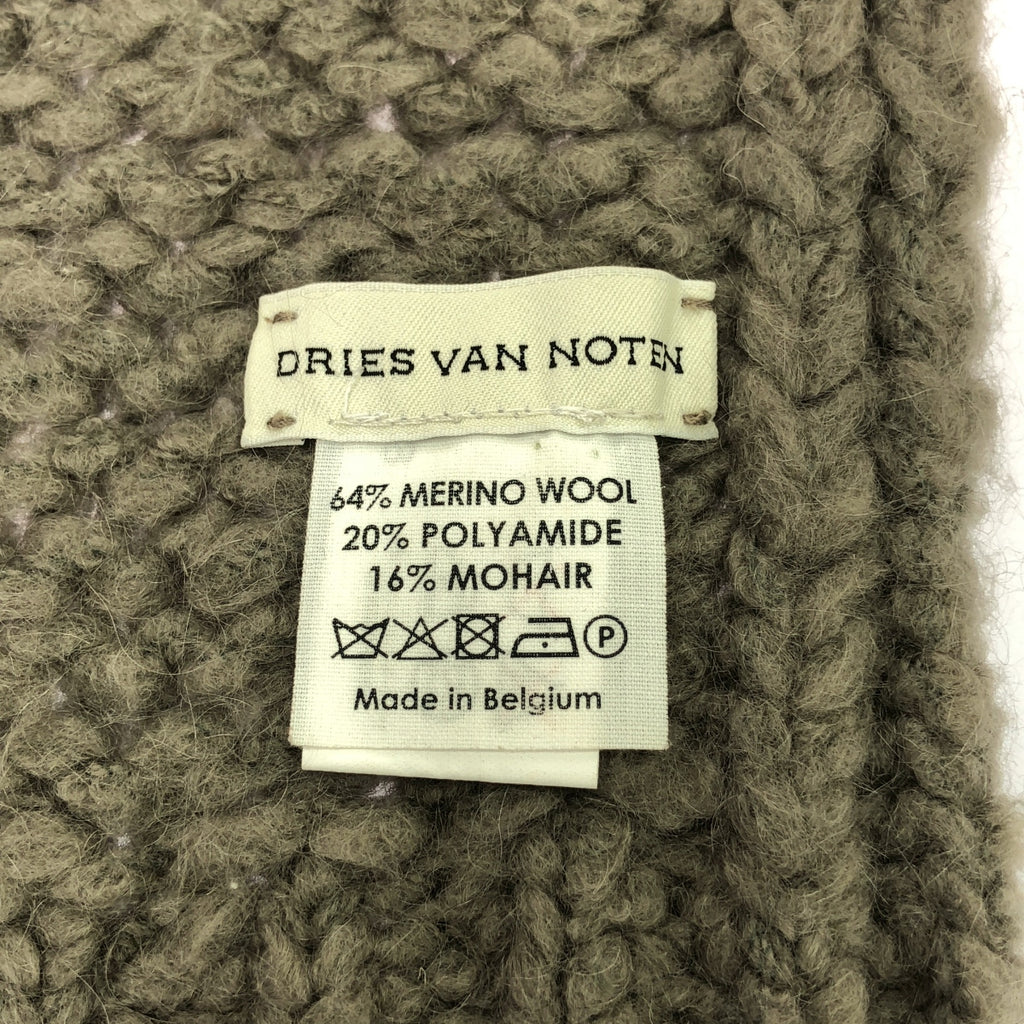 DRIES VAN NOTEN
64% MERINO WOOL
20% POLYAMIDE
16% MOHAIR
P
Made in Belgium